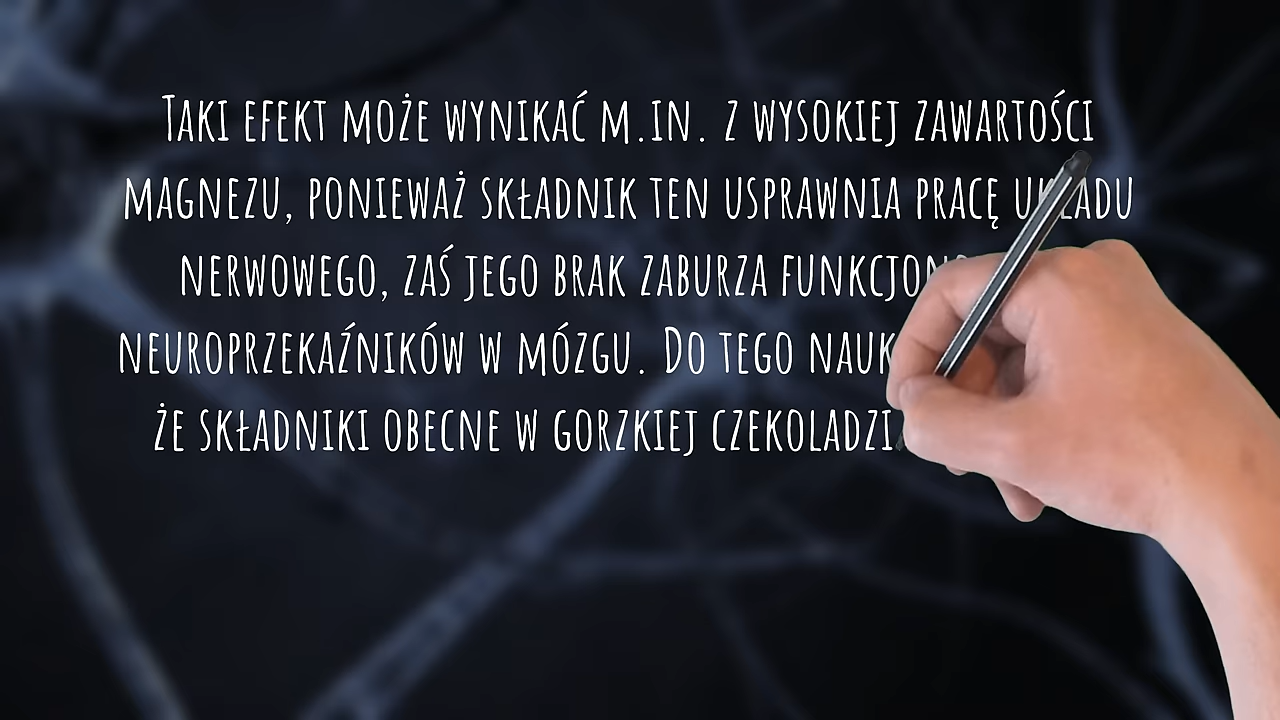 Taki efekt może wynikać m.in. z wysokiej zawartości
magnezu, ponieważ składnik ten usprawnia pracę układu
nerwowego, zaś jego brak zaburza
neuroprzekaźników w mózgu. Do tego
że składniki obecne w gorzkiej